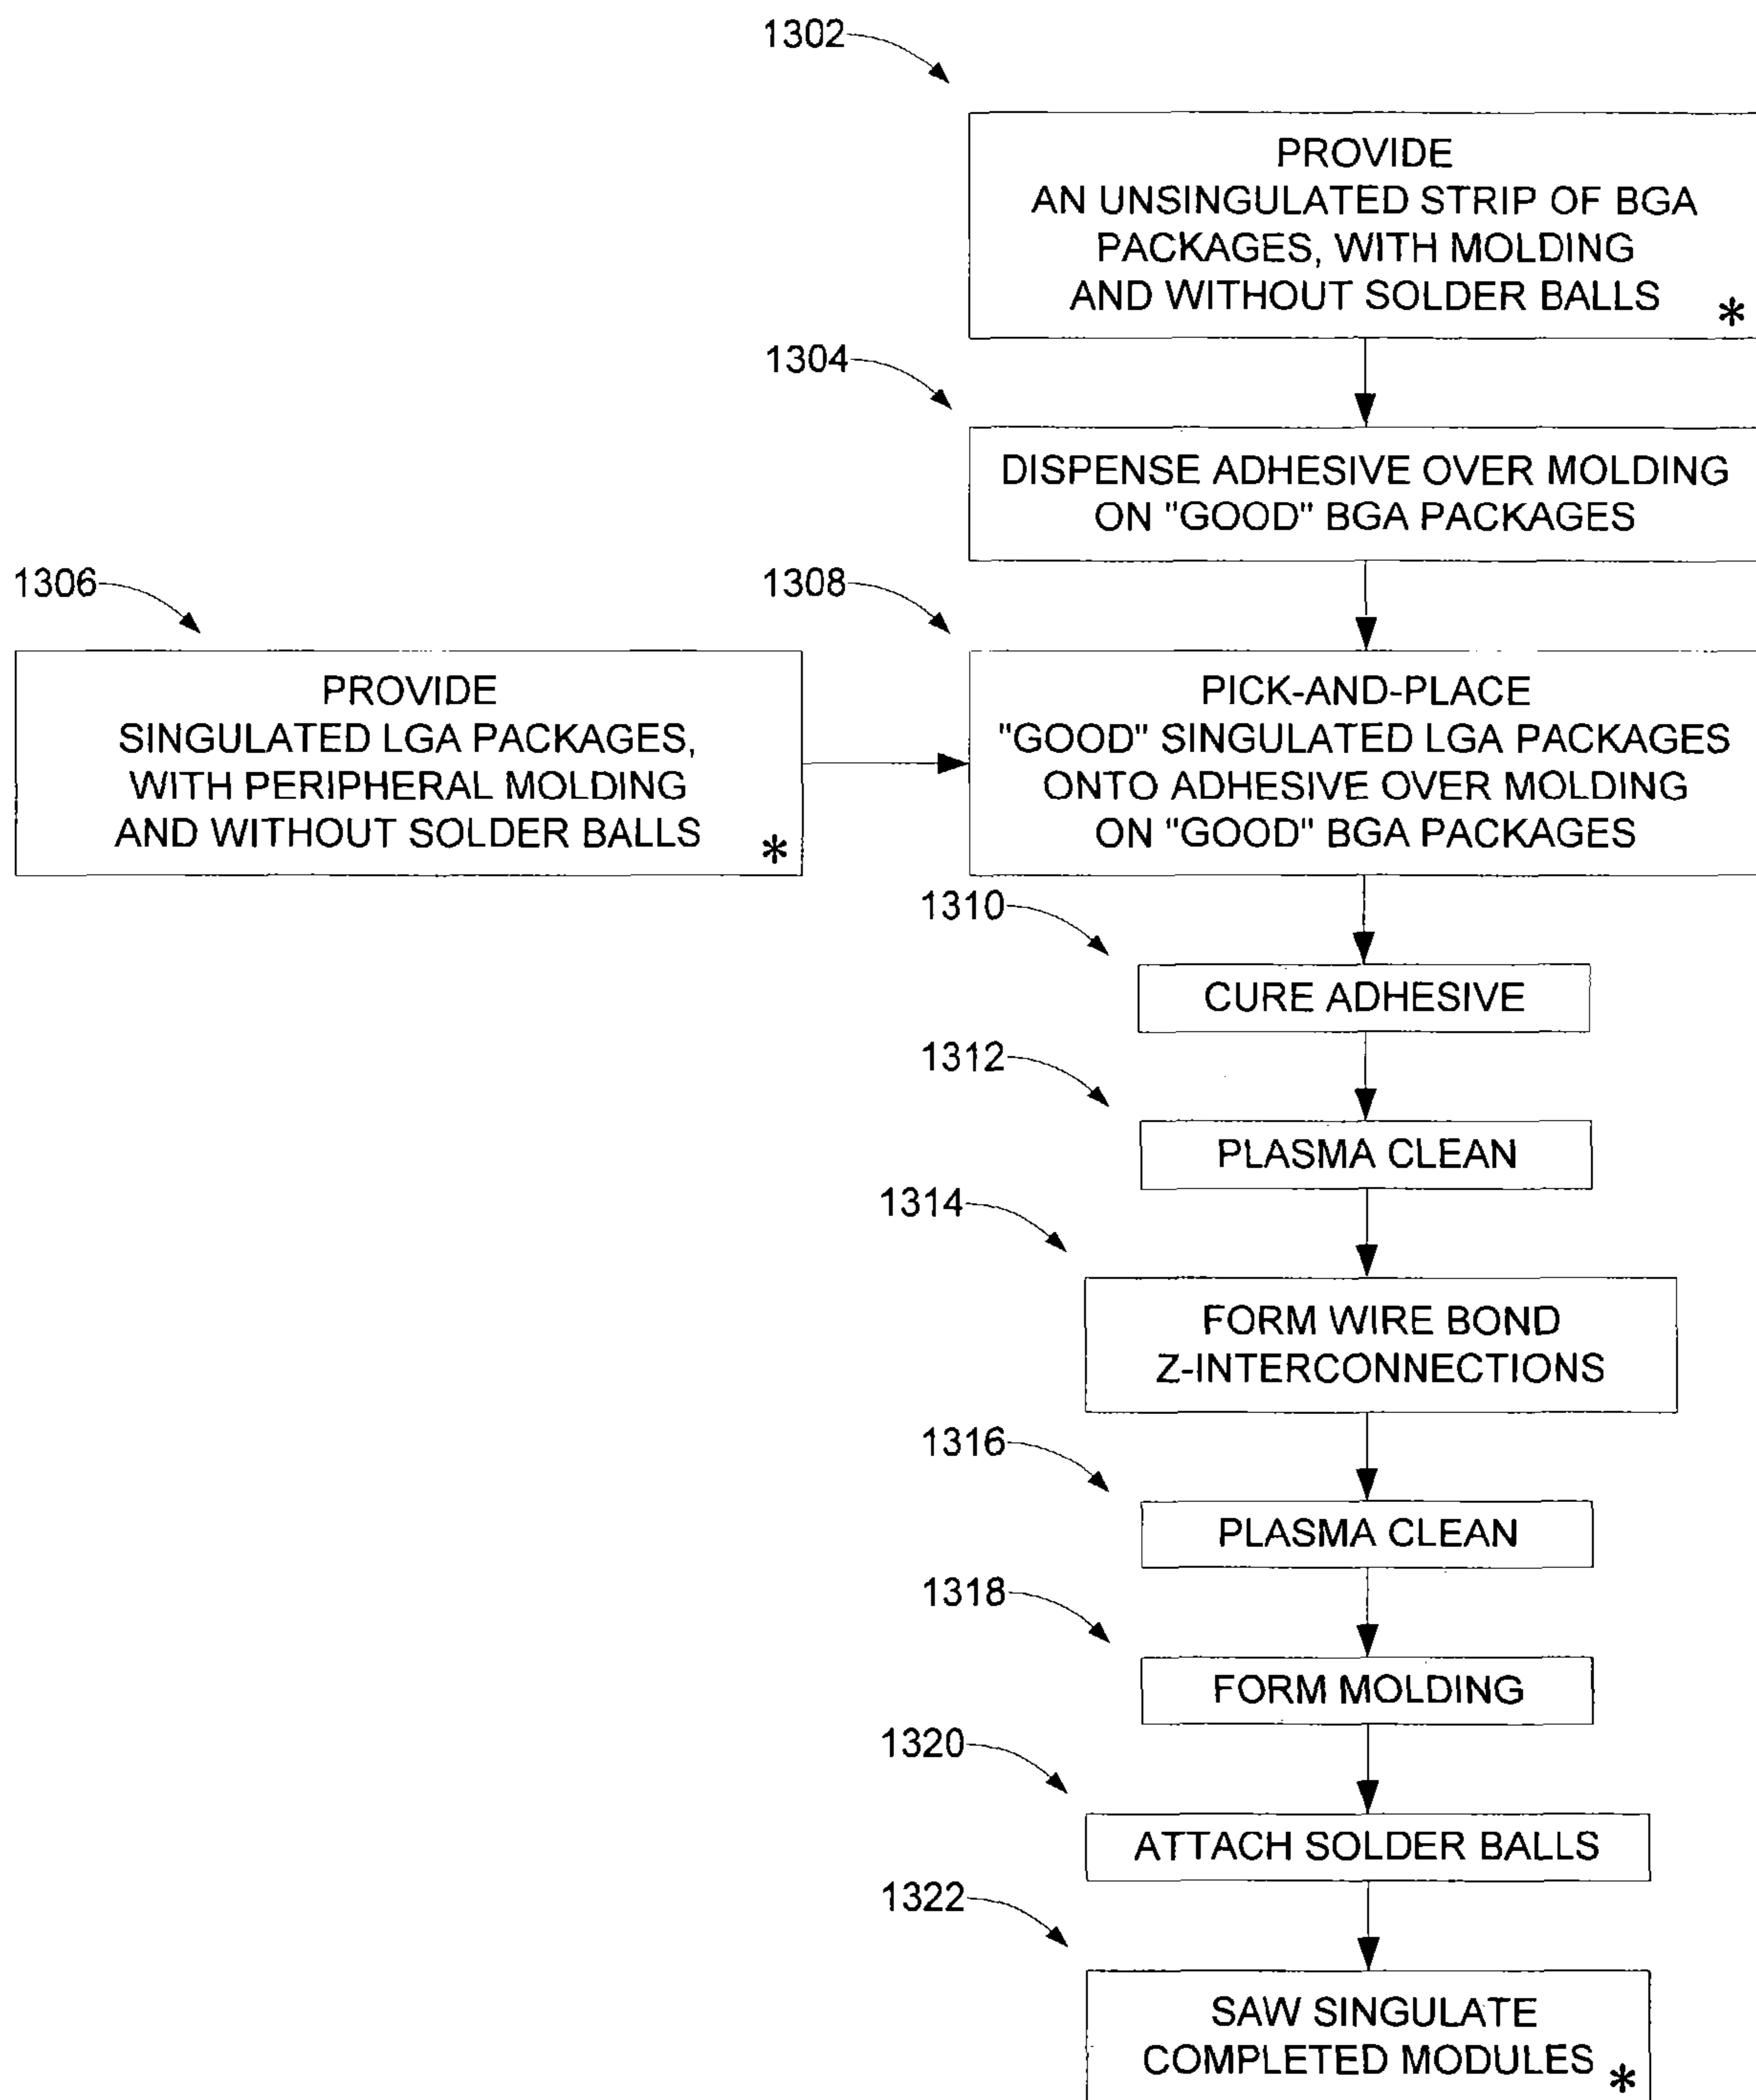 1302
PROVIDE
AN UNSINGULATED STRIP OF BGA
PACKAGES, WITH MOLDING
AND WITHOUT SOLDER BALLS *
1304
DISPENSE ADHESIVE OVER MOLDING
ON "GOOD" BGA PACKAGES
1306
PROVIDE
SINGULATED LGA PACKAGES,
WITH PERIPHERAL MOLDING
AND WITHOUT SOLDER BALLS *
1308
PICK-AND-PLACE
"GOOD" SINGULATED LGA PACKAGES
ONTO ADHESIVE OVER MOLDING
ON "GOOD" BGA PACKAGES
1310
CURE ADHESIVE
1312
PLASMA CLEAN
1314
FORM WIRE BOND
Z-INTERCONNECTIONS
1316
PLASMA CLEAN
1318
FORM MOLDING
1320
ATTACH SOLDER BALLS
1322
SAW SINGULATE
COMPLETED MODULES *